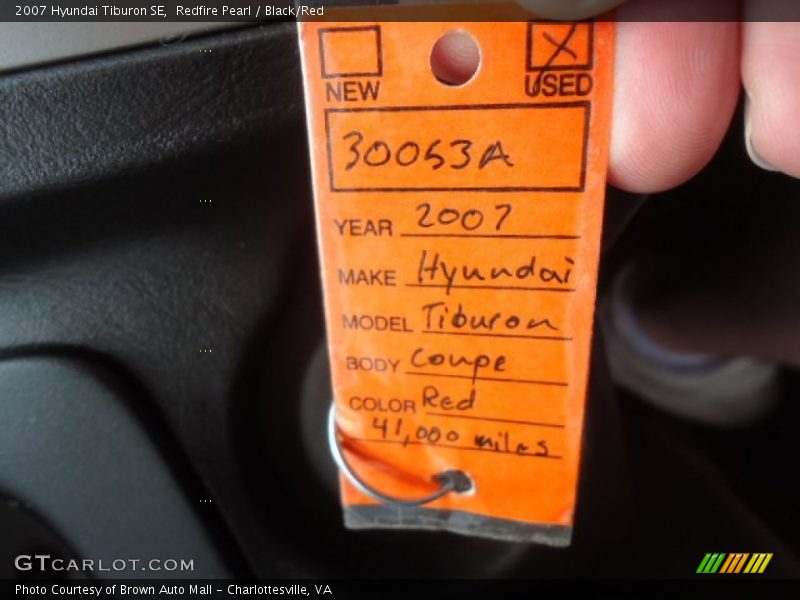 2007 Hyundai Tiburon SE, Redfire Pearl / Black/Red
NEW USED
30053A
YEAR 2007
MAKE Hyundai
MODEL Tiburon
BODY Coupe
COLOR Red
41,000 miles
GTCARLOT.COM
Photo Courtesy of Brown Auto Mall - Charlottesville, VA